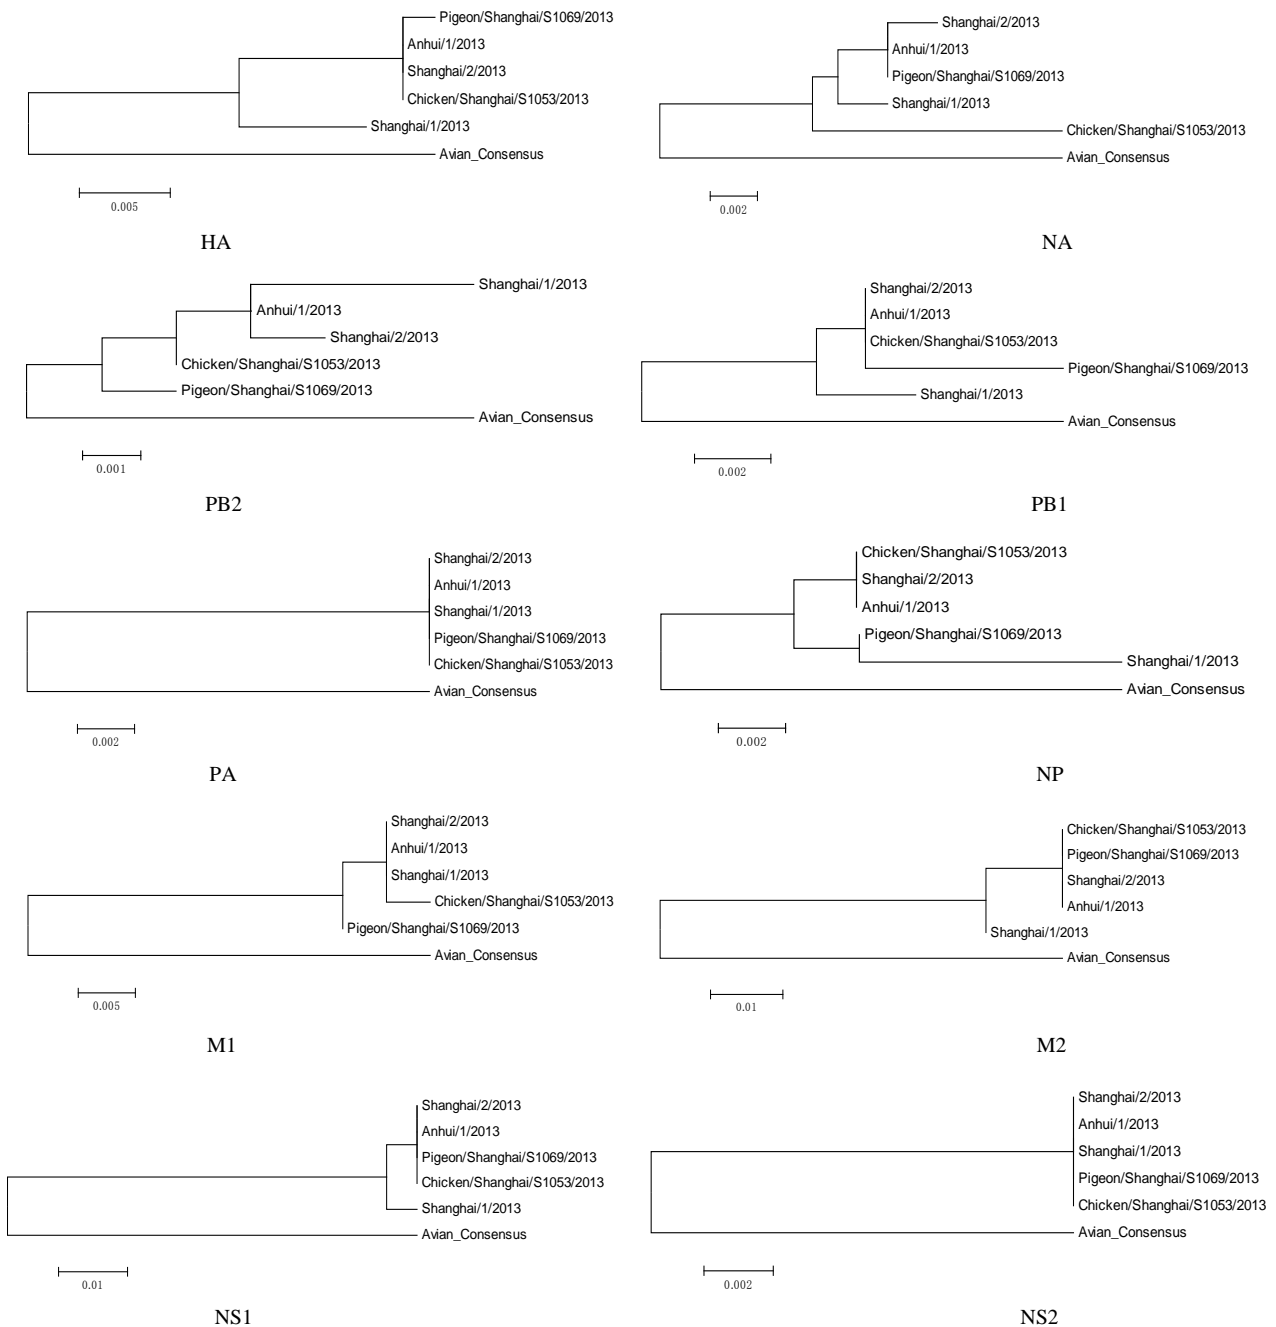 Pigeon/Shanghai/S1069/2013
Anhui/1/2013
Shanghai/2/2013
Chicken/Shanghai/S1053/2013
Shanghai/1/2013
Avian_Consensus
0.005
HA
Shanghai/2/2013
Anhui/1/2013
Pigeon/Shanghai/S1069/2013
Shanghai/1/2013
Chicken/Shanghai/S1053/2013
Avian_Consensus
0.002
NA
Shanghai/1/2013
Anhui/1/2013
Shanghai/2/2013
Chicken/Shanghai/S1053/2013
Pigeon/Shanghai/S1069/2013
Avian_Consensus
0.001
PB2
Shanghai/2/2013
Anhui/1/2013
Chicken/Shanghai/S1053/2013
Pigeon/Shanghai/S1069/2013
Shanghai/1/2013
Avian_Consensus
0.002
PB1
Shanghai/2/2013
Anhui/1/2013
Shanghai/1/2013
Pigeon/Shanghai/S1069/2013
Chicken/Shanghai/S1053/2013
Avian_Consensus
0.002
PA
Chicken/Shanghai/S1053/2013
Shanghai/2/2013
Anhui/1/2013
Pigeon/Shanghai/S1069/2013
Shanghai/1/2013
Avian_Consensus
0.002
NP
Shanghai/2/2013
Anhui/1/2013
Shanghai/1/2013
Chicken/Shanghai/S1053/2013
Pigeon/Shanghai/S1069/2013
Avian_Consensus
0.005
M1
Chicken/Shanghai/S1053/2013
Pigeon/Shanghai/S1069/2013
Shanghai/2/2013
Anhui/1/2013
Shanghai/1/2013
Avian_Consensus
0.01
M2
Shanghai/2/2013
Anhui/1/2013
Pigeon/Shanghai/S1069/2013
Chicken/Shanghai/S1053/2013
Shanghai/1/2013
Avian_Consensus
0.01
NS1
Shanghai/2/2013
Anhui/1/2013
Shanghai/1/2013
Pigeon/Shanghai/S1069/2013
Chicken/Shanghai/S1053/2013
Avian_Consensus
0.002
NS2